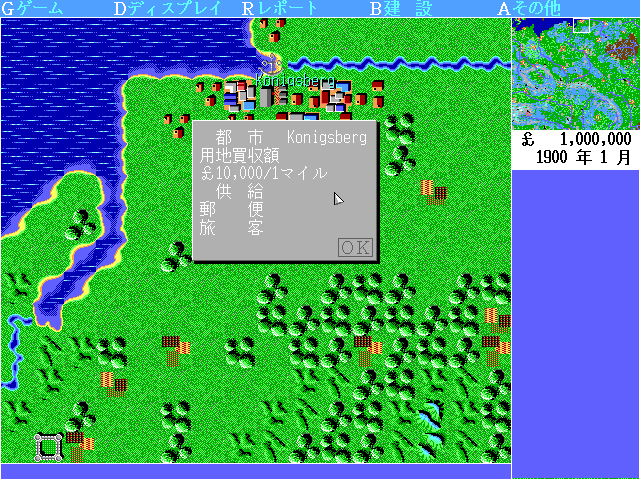 Gゲーム Dディスプレイ Rレポート B建 設 Aその他
Konigsberg
£ 1,000,000
1900 年 1 月
都 市 Konigsberg
用地買収額
£10,000/1マイル
供 給
郵 便
旅 客
OK